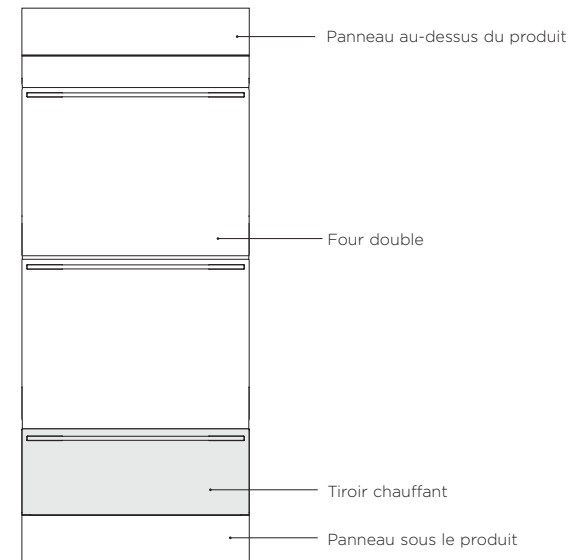 Panneau au-dessus du produit
Four double
Tiroir chauffant
Panneau sous le produit